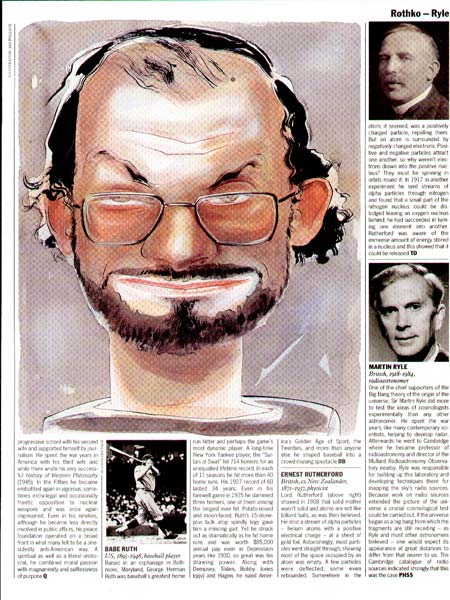 Rothko – Ryle
progressive school with his second
wife and supported himself by jour-
nalism. He spent the war years in
America with his third wife and
while there wrote his very success-
ful History of Western Philosophy
(1945). In the Fifties he became
embattled again in vigorous, some-
times extra-legal and occasionally
frantic opposition to nuclear
weapons and was once again
imprisoned. Even in his nineties,
although he became less directly
involved in public affairs, his peace
foundation operated on a broad
front in what many felt to be a one-
sidedly anti-American way. A
spiritual as well as a literal aristo-
crat, he combined moral passion
with magnanimity and selflessness
of purpose Q
BABE RUTH
US, 1895-1948, baseball player
Raised in an orphanage in Balti-
more, Maryland, George Herman
Ruth was baseball's greatest home
run hitter and perhaps the game's
most dynamic player. A long-time
New York Yankee player, the "Sul-
tan of Swat" hit 714 homers for an
unequalled lifetime record. In each
of 11 seasons he hit more than 40
home runs. His 1927 record of 60
lasted 34 years. Even in his
farewell game in 1935 he slammed
three homers, one of them among
the longest ever hit. Potato-nosed
and moon-faced, Ruth's 15-stone-
plus bulk atop spindly legs gave
him a mincing gait. Yet he struck
out as dramatically as he hit home
runs and was worth $85,000
annual pay even in Depression
years like 1930, so great was his
drawing power. Along with
Dempsey, Tilden, Bobby Jones
(qqv) and Hagen, he ruled Amer-
ica's Golden Age of Sport, the
Twenties, and more than anyone
else he shaped baseball into a
crowd-rousing spectacle DB
ERNEST RUTHERFORD
British, ex New Zealander,
1871-1937, physicist
Lord Rutherford (above right)
showed in 1908 that solid matter
wasn't solid and atoms are not like
billiard balls, as was then believed.
He shot a stream of alpha particles
– helium atoms with a positive
electrical charge – at a sheet of
gold foil. Astonishingly, most parti-
cles went straight through, showing
most of the space occupied by an
atom was empty. A few particles
were deflected; some even
rebounded. Somewhere in the
atom, it seemed, was a positively
charged particle, repelling them.
But an atom is surrounded by
negatively charged electrons. Posi-
tive and negative particles attract
one another, so why weren't elec-
trons drawn into the positive nuc-
leus? They must be spinning in
orbits round it. In 1917 in another
experiment he sent streams of
alpha particles through nitrogen
and found that a small part of the
nitrogen nucleus could be dis-
lodged leaving an oxygen nucleus
behind: he had succeeded in turn-
ing one element into another.
Rutherford was aware of the
immense amount of energy stored
in a nucleus and this showed that it
could be released TO
MARTIN RYLE
British, 1918-1984,
radioastronomer
One of the chief supporters of the
Big Bang theory of the origin of the
universe, Sir Martin Ryle did more
to test the ideas of cosmologists
experimentally than any other
astronomer. He spent the war
years, like many contemporary sci-
entists, helping to develop radar.
Afterwards he went to Cambridge
where he became professor of
radioastronomy and director of the
Mullard Radioastronomy Observa-
tory nearby. Ryle was responsible
for building up this laboratory and
developing techniques there for
mapping the sky's radio sources.
Because work on radio sources
extended the picture of the uni-
verse a crucial cosmological test
could be carried out. If the universe
began as a big bang from which the
fragments are still receding – as
Ryle and most other astronomers
believed – one would expect its
appearance at great distances to
differ from that nearer to us. The
Cambridge catalogue of radio
sources indicated strongly that this
was the case PHSS